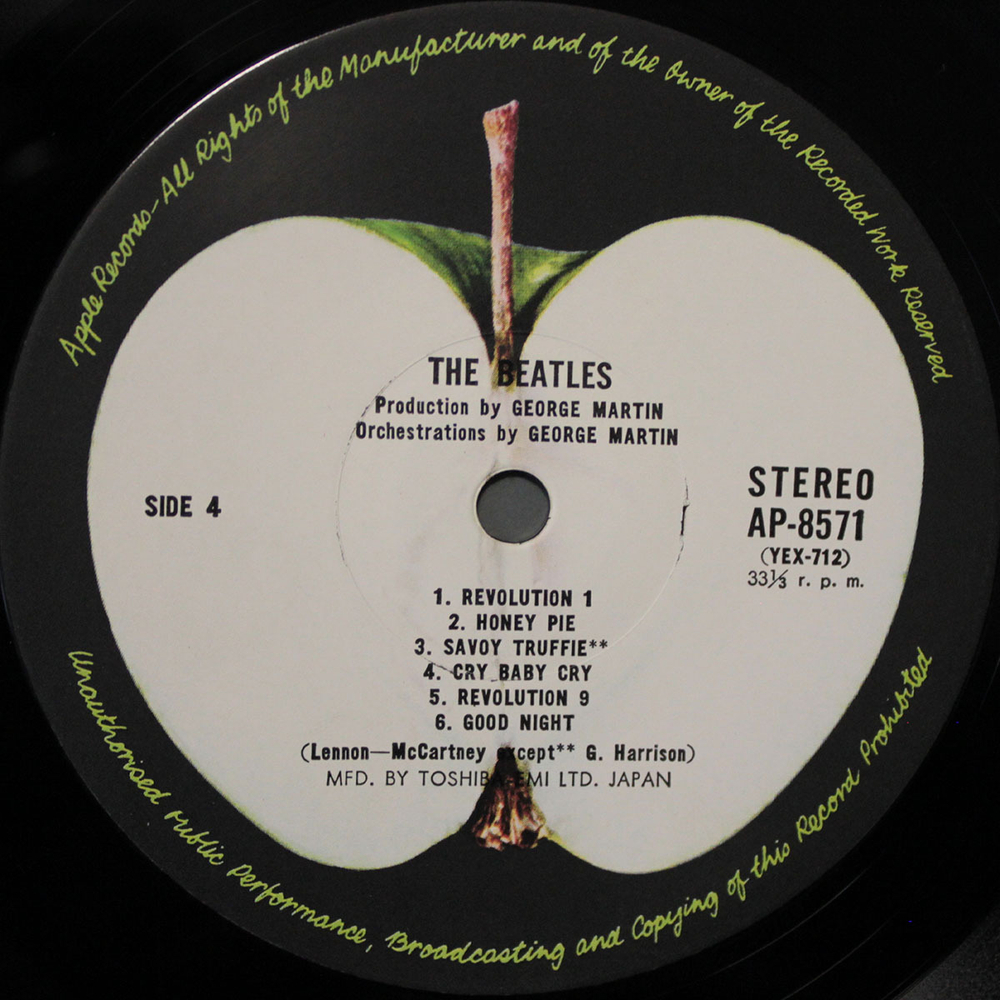 Apple Records-All Rights of the Manufacturer and of the Owner of the Recorded Work Reserved
THE BEATLES
Production by GEORGE MARTIN
Orchestrations by GEORGE MARTIN
SIDE 4
STEREO
AP-8571
(YEX-712)
33⅓ r. p. m.
1. REVOLUTION 1
2. HONEY PIE
3. SAVOY TRUFFIE**
4. CRY BABY CRY
5. REVOLUTION 9
6. GOOD NIGHT
(Lennon—McCartney except** G. Harrison)
MFD. BY TOSHIBA-EMI LTD. JAPAN
Unauthorised Public Performance, Broadcasting and Copying of this Record Prohibited